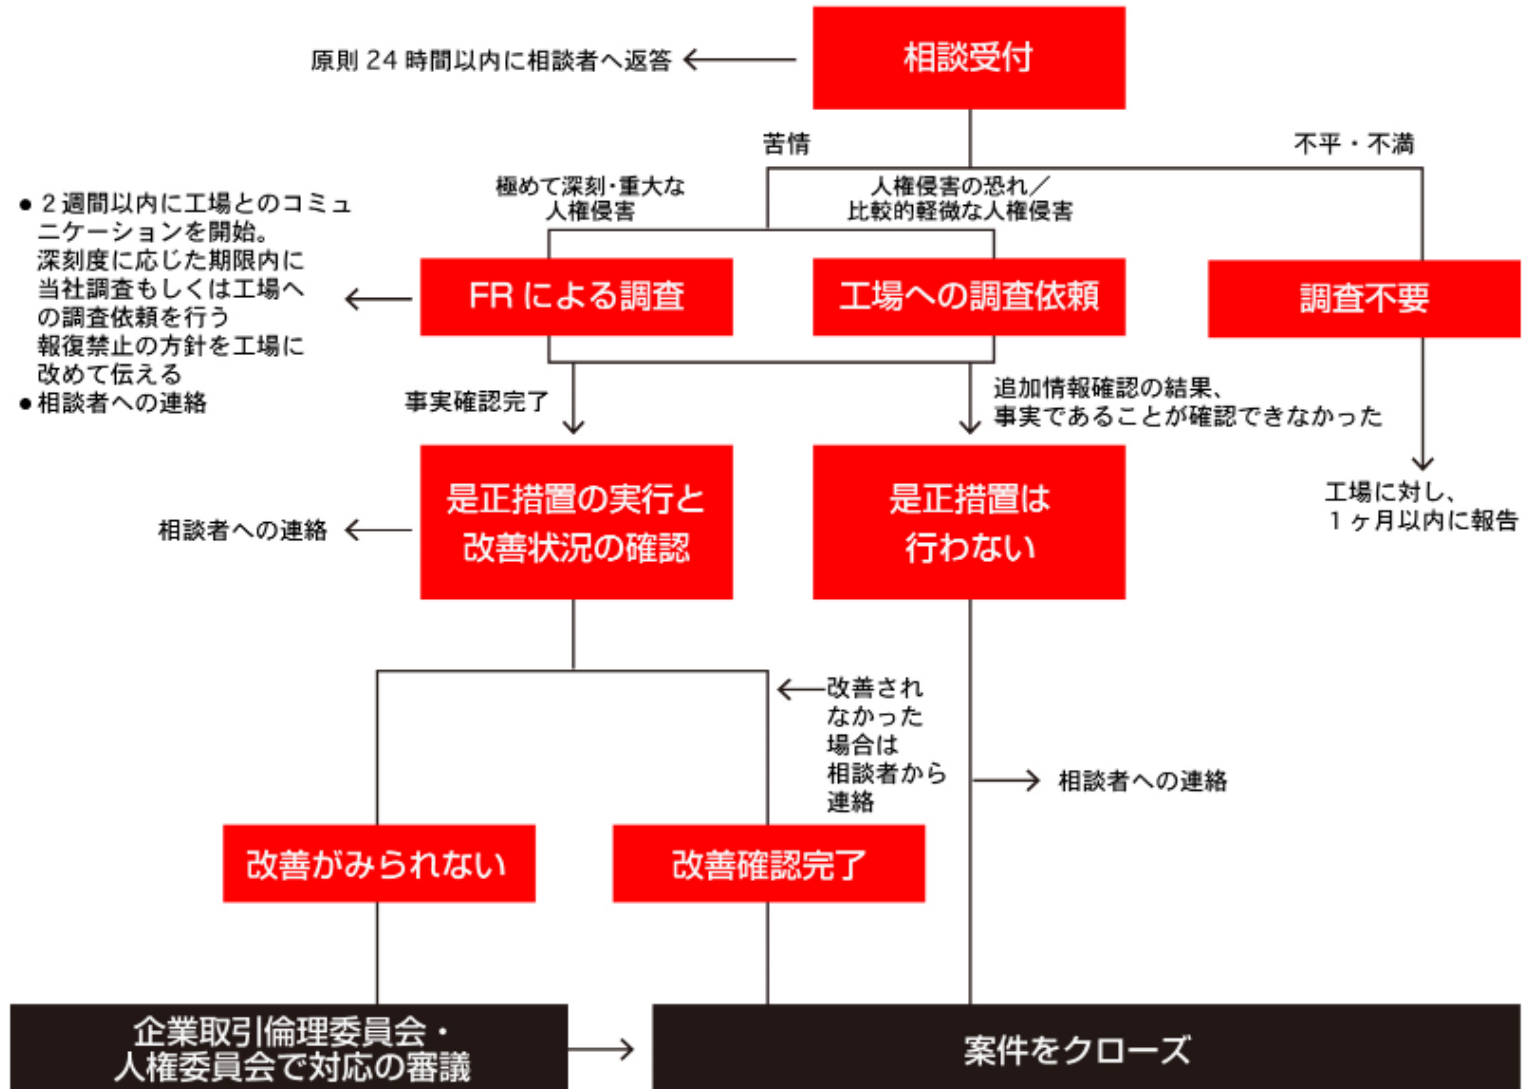 相談受付
原則 24 時間以内に相談者へ返答
苦情
不平・不満
極めて深刻・重大な
人権侵害
人権侵害の恐れ／
比較的軽微な人権侵害
● 2 週間以内に工場とのコミュ
ニケーションを開始。
深刻度に応じた期限内に
当社調査もしくは工場へ
の調査依頼を行う
報復禁止の方針を工場に
改めて伝える
● 相談者への連絡
FR による調査
工場への調査依頼
調査不要
事実確認完了
追加情報確認の結果、
事実であることが確認できなかった
是正措置の実行と
改善状況の確認
是正措置は
行わない
工場に対し、
1 ヶ月以内に報告
相談者への連絡
改善され
なかった
場合は
相談者から
連絡
相談者への連絡
改善がみられない
改善確認完了
企業取引倫理委員会・
人権委員会で対応の審議
案件をクローズ